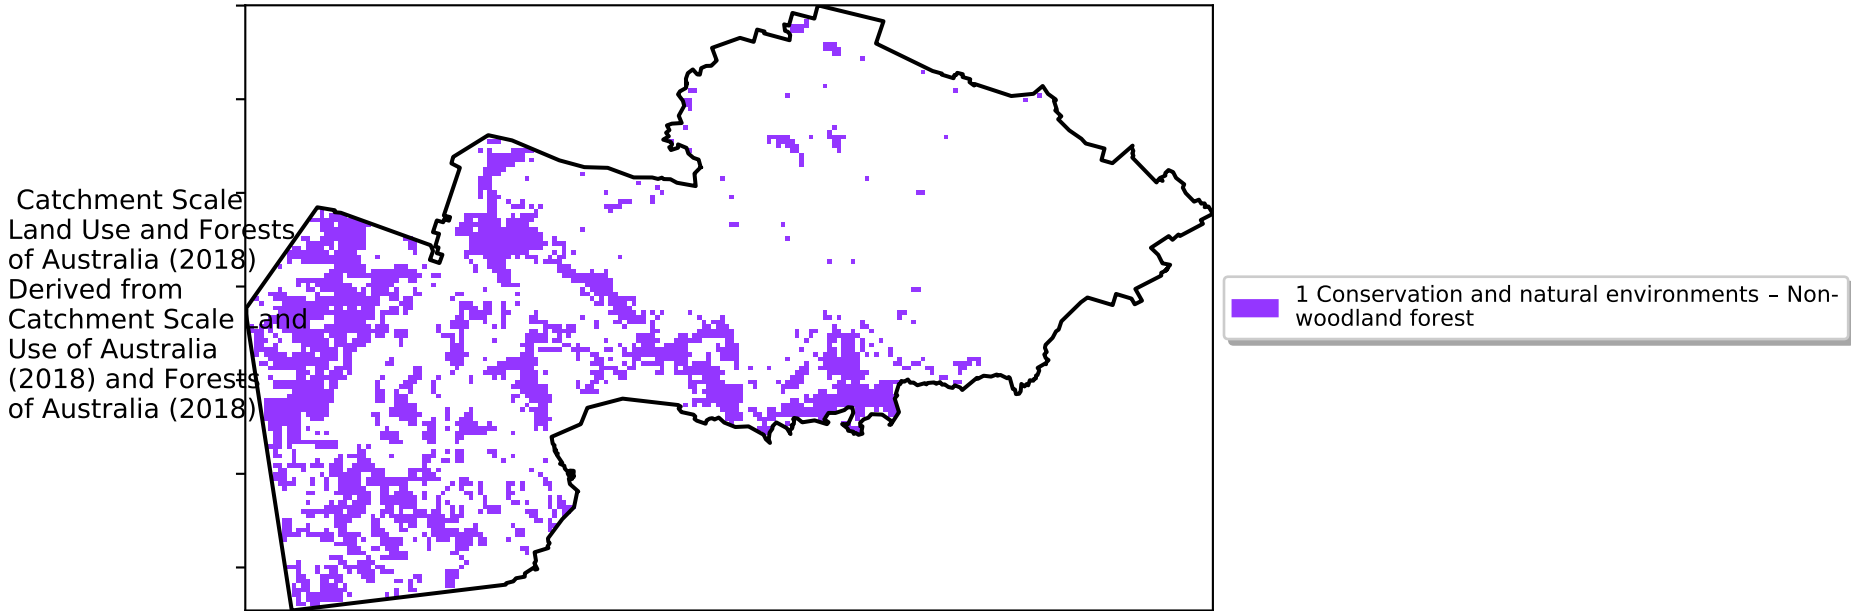 Catchment Scale
Land Use and Forests
of Australia (2018)
Derived from
Catchment Scale Land
Use of Australia
(2018) and Forests
of Australia (2018)
1 Conservation and natural environments – Non-
woodland forest